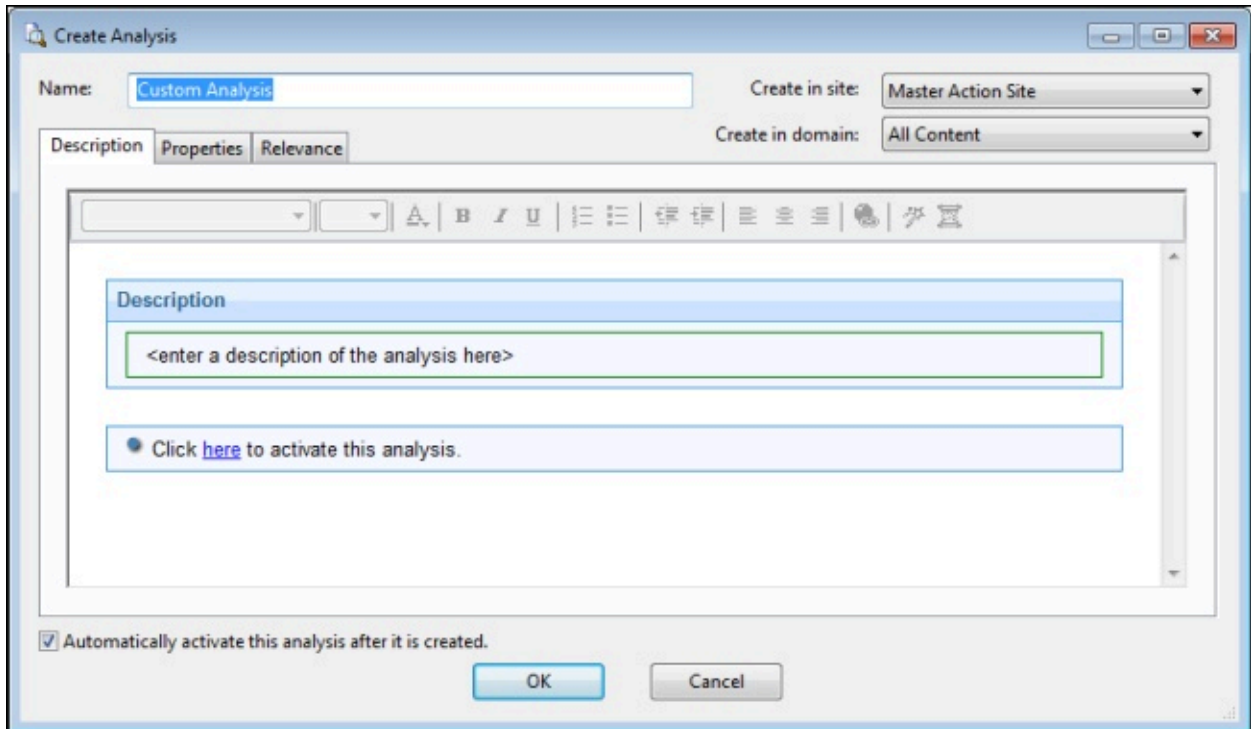 Create Analysis
Name: Custom Analysis Create in site: Master Action Site
Create in domain: All Content
Description Properties Relevance
A B I U
Description
<enter a description of the analysis here>
Click here to activate this analysis.
Automatically activate this analysis after it is created.
OK Cancel